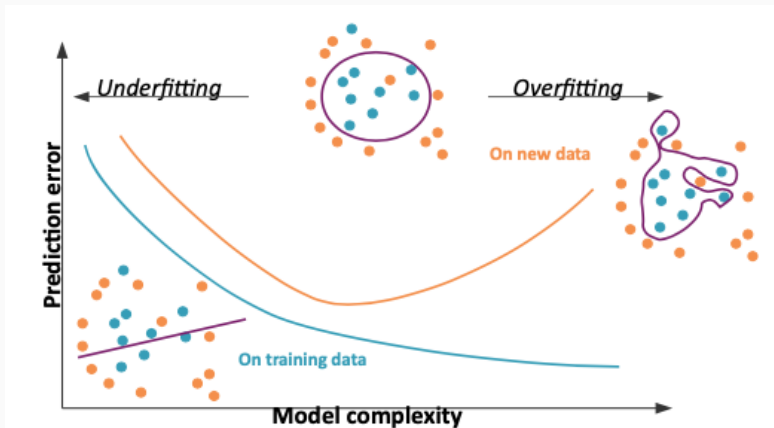 Underfitting
Overfitting
On new data
Prediction error
On training data
Model complexity